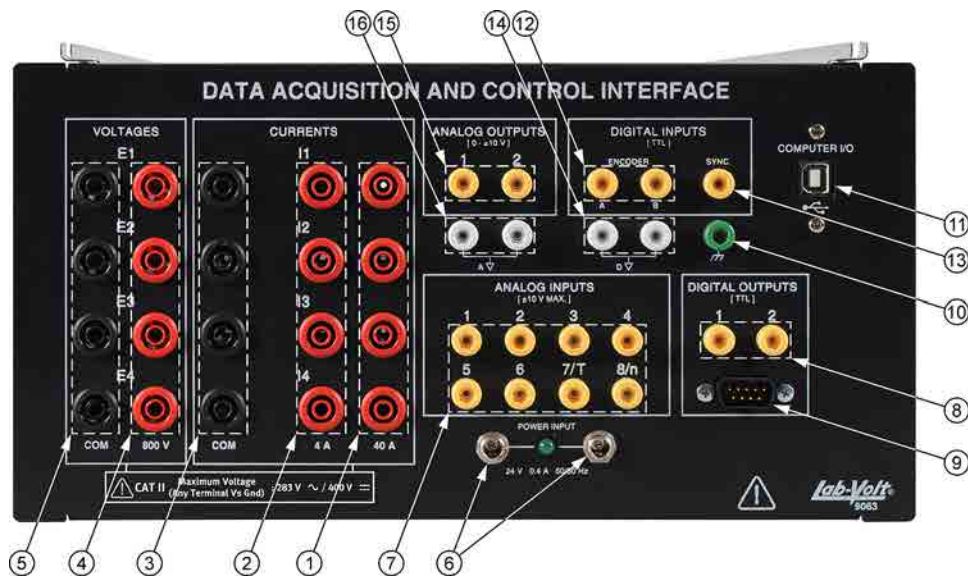 16 15 14 12
DATA ACQUISITION AND CONTROL INTERFACE
VOLTAGES
E1
E2
E3
E4
COM 800 V
CURRENTS
I1
I2
I3
I4
COM 4 A 40 A
ANALOG OUTPUTS
[ 0 - ±10 V ]
1 2
A
DIGITAL INPUTS
[ TTL ]
ENCODER SYNC
A B
D
COMPUTER I/O
ANALOG INPUTS
[ ±10 V MAX. ]
1 2 3 4
5 6 7/T 8/n
DIGITAL OUTPUTS
[ TTL ]
1 2
POWER INPUT
24 V 0.4 A 50/60 Hz
CAT II Maximum Voltage
(Any Terminal Vs Gnd) : 283 V ~ / 400 V ⎓
Lab-Volt®
9063
11
13
10
8
9
5 4 3 2 1 7 6